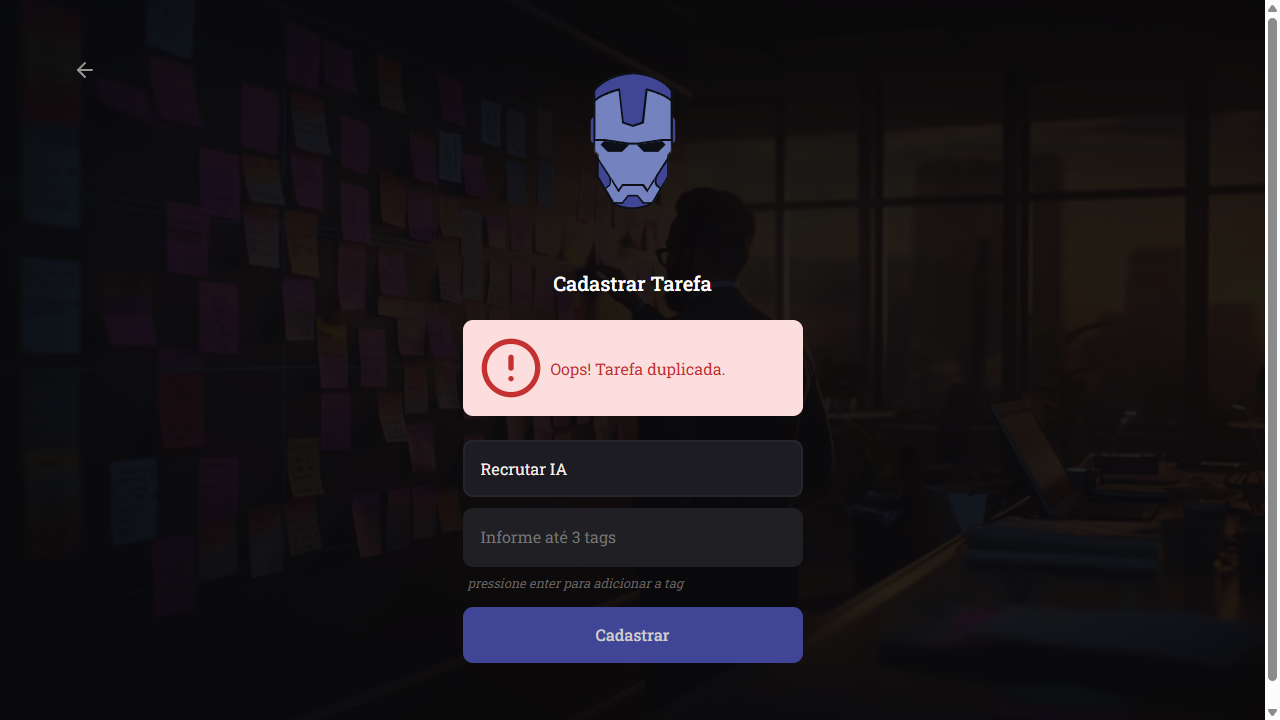 Cadastrar Tarefa
Oops! Tarefa duplicada.
Recrutar IA
Informe até 3 tags
pressione enter para adicionar a tag
Cadastrar